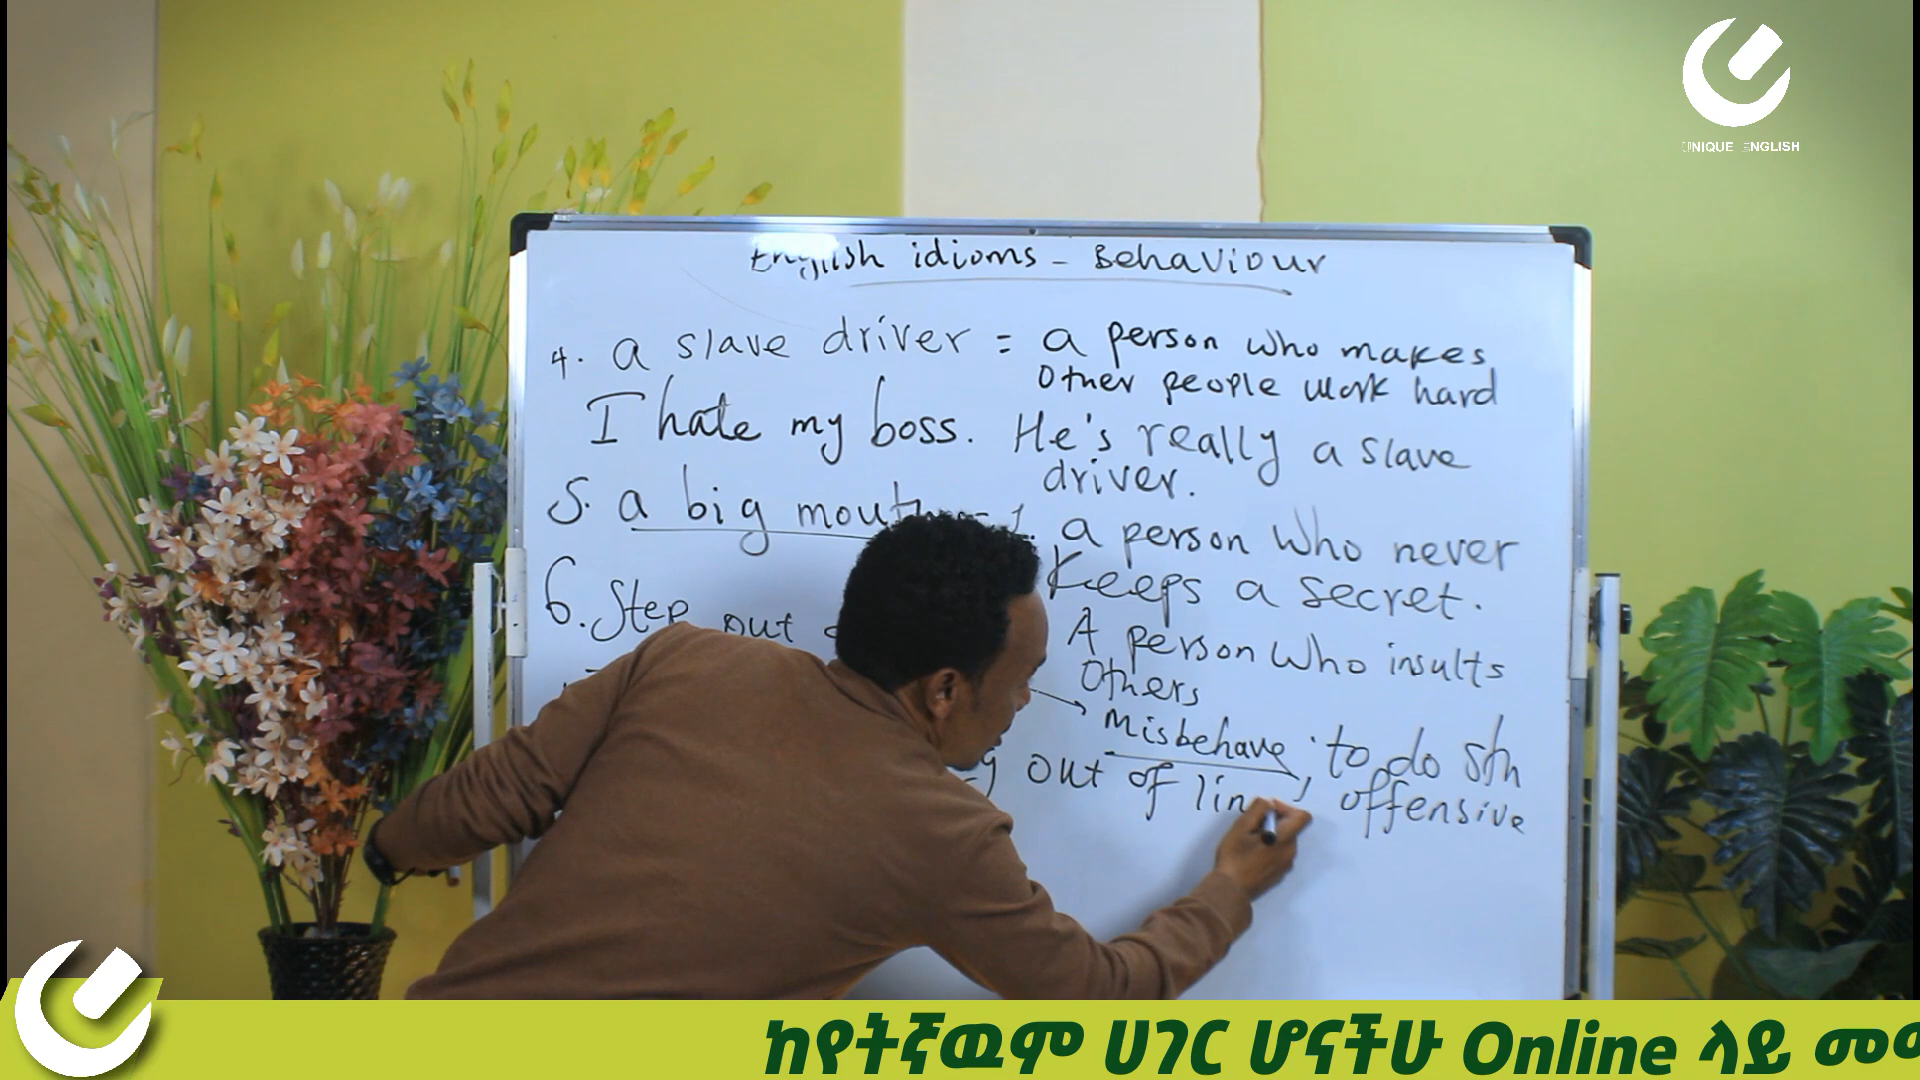 UNIQUE ENGLISH
English idioms - Behaviour
4. a slave driver = a person who makes
other people work hard
I hate my boss. He's really a slave
driver.
5. a big mouth 1. a person who never
keeps a secret.
6. Step out
A person who insults
Others
Misbehave, to do sth
offensive
out of line
ከየትኛዉም ሀገር ሆናችሁ Online ላይ